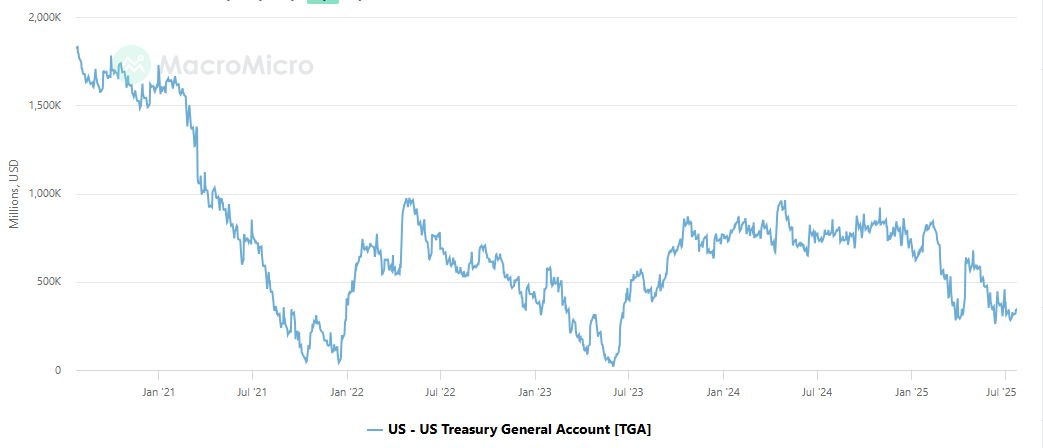 2,000K
MacroMicro
1,500K
1,000K
500K
0
Millions, USD
Jan '21 Jul '21 Jan '22 Jul '22 Jan '23 Jul '23 Jan '24 Jul '24 Jan '25 Jul '25
US - US Treasury General Account [TGA]